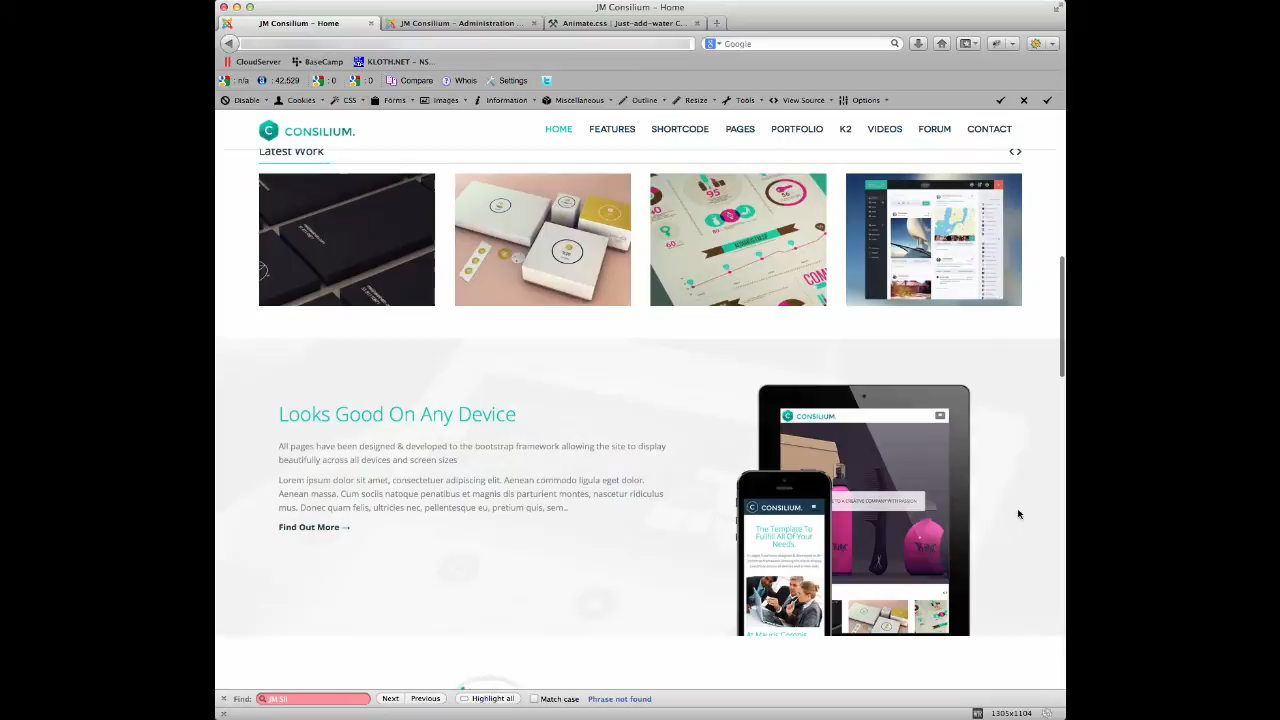 JM Consilium - Home
JM Consilium - Home
JM Consilium - Administration ...
Animate.css | Just-add-water C...
Google
CloudServer
BaseCamp
KLOTH.NET - NS...
: n/a
: 42.529
: 0
: 0
Compare
Whois
Settings
Disable
Cookies
CSS
Forms
Images
Information
Miscellaneous
Outline
Resize
Tools
View Source
Options
C CONSILIUM.
HOME
FEATURES
SHORTCODE
PAGES
PORTFOLIO
K2
VIDEOS
FORUM
CONTACT
Latest Work
Looks Good On Any Device
All pages have been designed & developed to the bootstrap framework allowing the site to display
beautifully across all devices and screen sizes
Lorem ipsum dolor sit amet, consectetuer adipiscing elit. Aenean commodo ligula eget dolor.
Aenean massa. Cum sociis natoque penatibus et magnis dis parturient montes, nascetur ridiculus
mus. Donec quam felis, ultricies nec, pellentesque eu, pretium quis, sem..
Find Out More →
C CONSILIUM.
TO A CREATIVE COMPANY WITH PASSION
C CONSILIUM.
The Template To
Fulfill All Of Your
Needs.
Find:
JM Sli
Next
Previous
Highlight all
Match case
Phrase not found
1305x1104